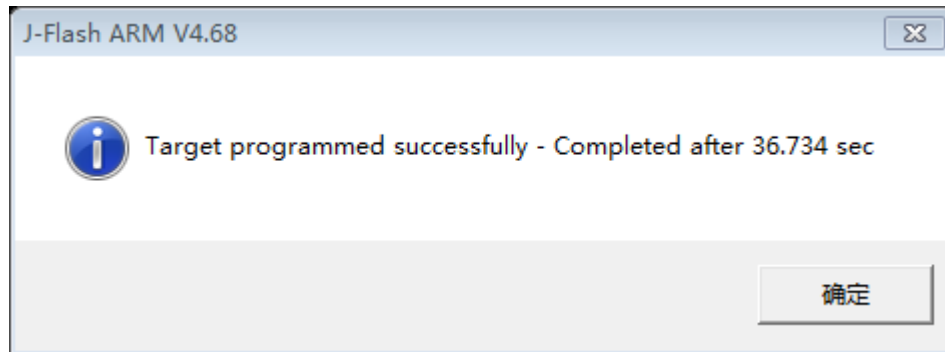 J-Flash ARM V4.68
Target programmed successfully - Completed after 36.734 sec
确定